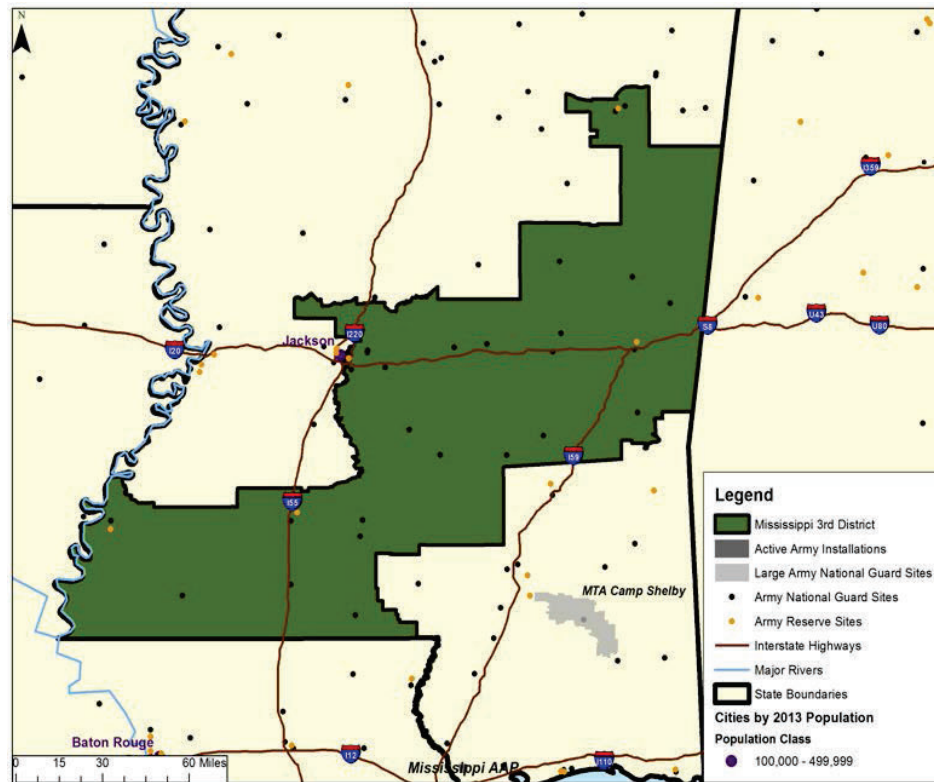 N
I359
I220
Jackson
I20
I58
U43
U80
I59
I55
MTA Camp Shelby
Baton Rouge
I12
Mississippi AAP
I110
0 15 30 60 Miles
Legend
Mississippi 3rd District
Active Army Installations
Large Army National Guard Sites
Army National Guard Sites
Army Reserve Sites
Interstate Highways
Major Rivers
State Boundaries
Cities by 2013 Population
Population Class
100,000 - 499,999